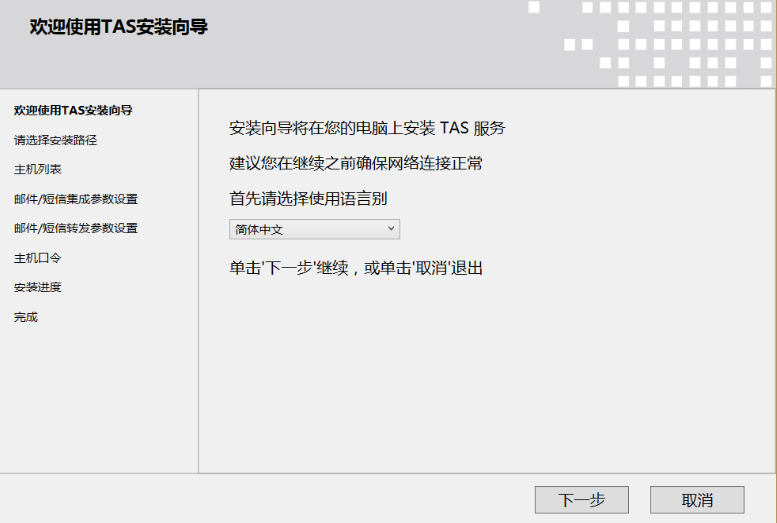 欢迎使用TAS安装向导
欢迎使用TAS安装向导
请选择安装路径
主机列表
邮件/短信集成参数设置
邮件/短信转发参数设置
主机口令
安装进度
完成
安装向导将在您的电脑上安装 TAS 服务
建议您在继续之前确保网络连接正常
首先请选择使用语言别
简体中文
单击'下一步'继续，或单击'取消'退出
下一步
取消